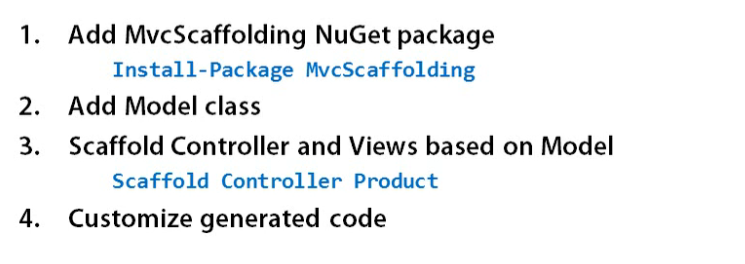 1. Add MvcScaffolding NuGet package
Install-Package MvcScaffolding
2. Add Model class
3. Scaffold Controller and Views based on Model
Scaffold Controller Product
4. Customize generated code